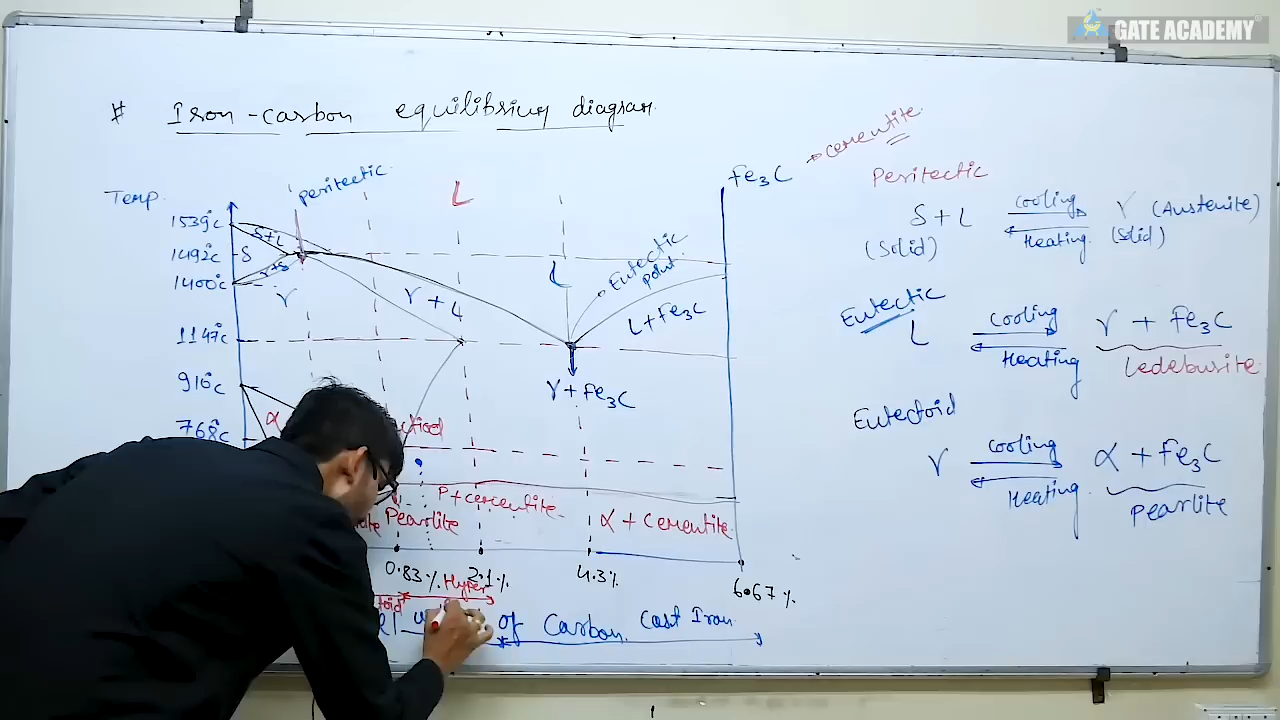 GATE ACADEMY
# Iron-carbon equilibrium diagram
Temp.
1539°C
1492°C
1400°C
1147°C
910°C
768°C
Peritectic
L
Fe3C → cementite
δ+L
δ
γ+δ
γ
γ+L
L
Eutectic point
L+Fe3C
γ+Fe3C
α
P+cementite
Pearlite
α+Cementite
0.83%
2.1%
4.3%
6.67%
Hyper
of Carbon
Cast Iron
Peritectic
δ+L cooling γ (Austenite)
(Solid) Heating (Solid)
Eutectic
L cooling γ + Fe3C
Heating Ledeburite
Eutectoid
γ cooling α+Fe3C
Heating Pearlite